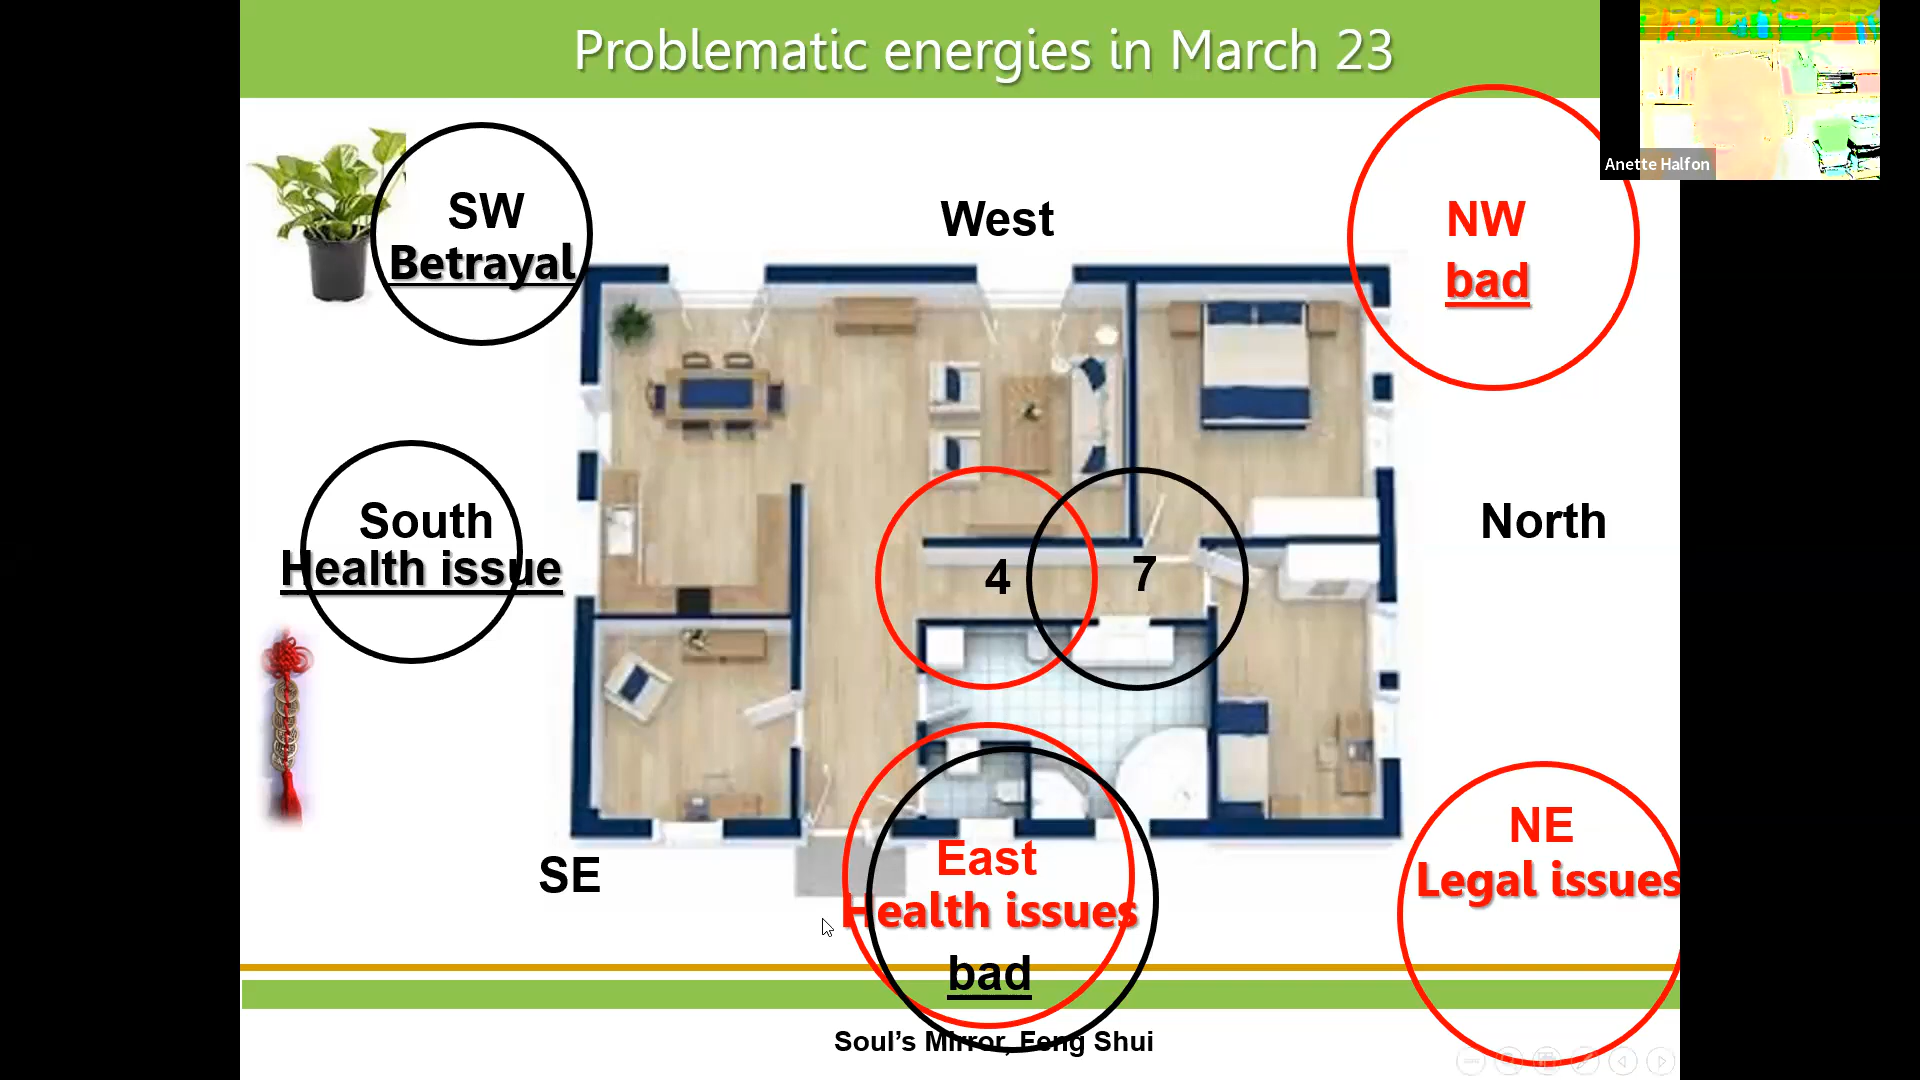 Problematic energies in March 23
Anette Halfon
SW
Betrayal
West
NW
bad
South
Health issue
4
7
North
SE
East
Health issues
bad
NE
Legal issues
Soul's Mirror, Feng Shui